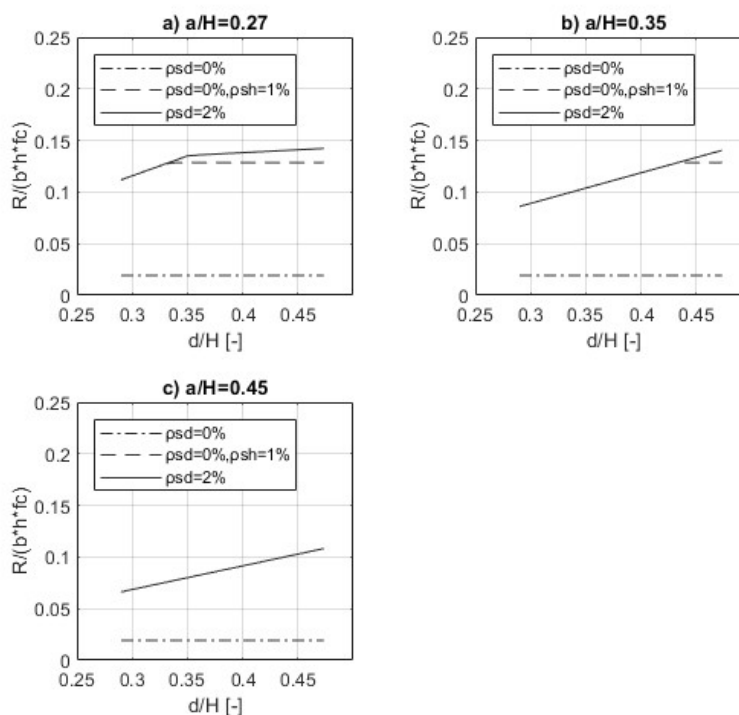 a) a/H=0.27
0.25
0.2
0.15
0.1
0.05
0
R/(b*h*fc)
ρsd=0%
ρsd=0%,ρsh=1%
ρsd=2%
0.25 0.3 0.35 0.4 0.45
d/H [-]
b) a/H=0.35
0.25
0.2
0.15
0.1
0.05
0
R/(b*h*fc)
ρsd=0%
ρsd=0%,ρsh=1%
ρsd=2%
0.25 0.3 0.35 0.4 0.45
d/H [-]
c) a/H=0.45
0.25
0.2
0.15
0.1
0.05
0
R/(b*h*fc)
ρsd=0%
ρsd=0%,ρsh=1%
ρsd=2%
0.25 0.3 0.35 0.4 0.45
d/H [-]